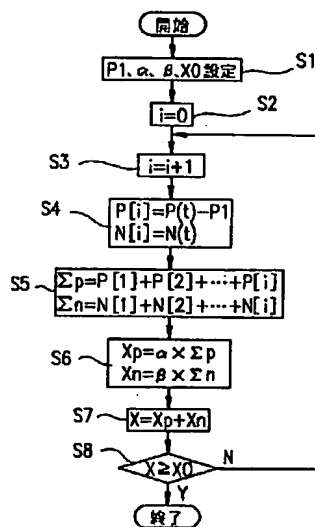 開始
P1、α、β、X0設定 S1
i=0 S2
S3 i=i+1
S4 P[i]=P(t)-P1
N[i]=N(t)
S5 Σp=P[1]+P[2]+…+P[i]
Σn=N[1]+N[2]+…+N[i]
S6 Xp=α×Σp
Xn=β×Σn
S7 X=Xp+Xn
S8 X≥X0 N
Y
終了